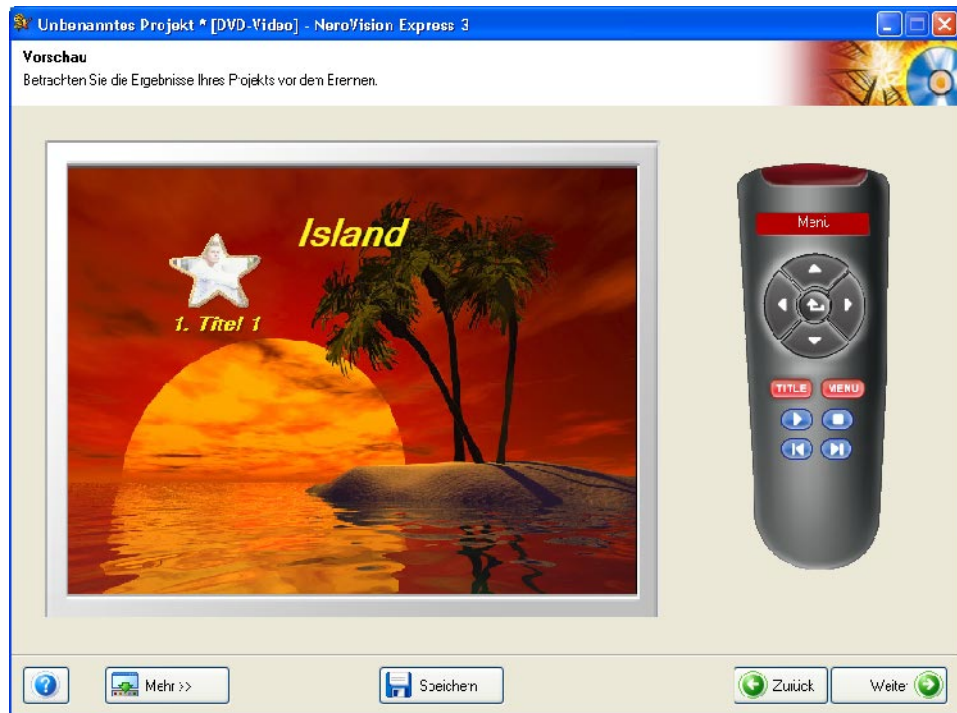 Unbenanntes Projekt * [DVD-Video] - NeroVision Express 3
Vorschau
Betrachten Sie die Ergebnisse Ihres Projekts vor dem Brennen.
Island
1. Titel 1
Menü
TITLE MENU
Mehr >>
Speichern
Zurück
Weiter